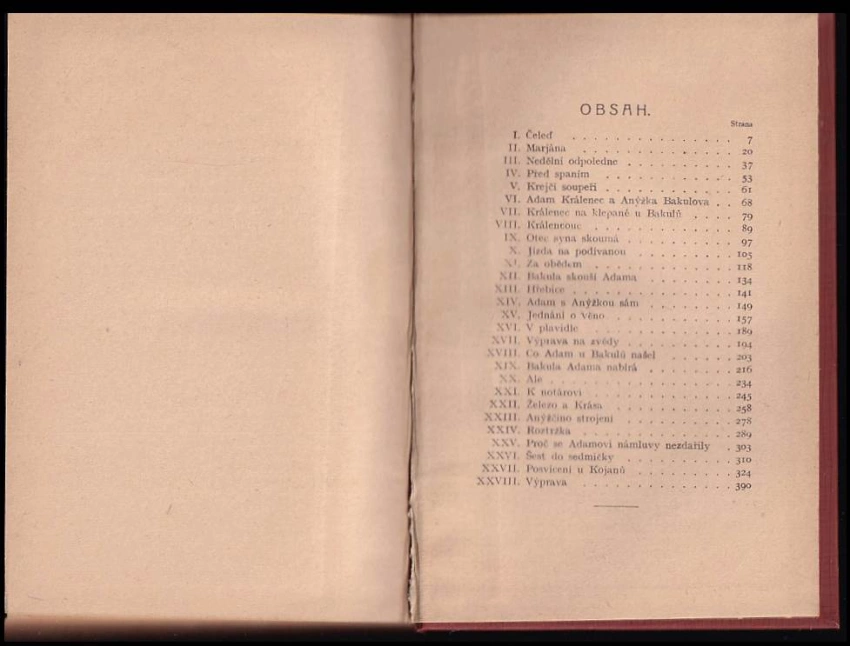 OBSAH.
Strana
I. Čeleď . . . . . . . . . . . . . . 7
II. Marjána . . . . . . . . . . . . . 20
III. Nedělní odpoledne . . . . . . . . . 37
IV. Před spaním . . . . . . . . . . . 53
V. Krejčí soupeří . . . . . . . . . . . 61
VI. Adam Králenec a Anýžka Bakulova . . 68
VII. Králenec na klepané u Bakulů . . . . 79
VIII. Králencouc . . . . . . . . . . . . 89
IX. Otec syna skoumá . . . . . . . . . 97
X. Jízda na podívanou . . . . . . . . . 105
XI. Za obědem . . . . . . . . . . . . 118
XII. Bakula skouší Adama . . . . . . . . 134
XIII. Hřebice . . . . . . . . . . . . . 141
XIV. Adam s Anýžkou sám . . . . . . . . 149
XV. Jednání o věno . . . . . . . . . . 157
XVI. V plavidle . . . . . . . . . . . . 189
XVII. Výprava na zvědy . . . . . . . . . 194
XVIII. Co Adam u Bakulů našel . . . . . . 203
XIX. Bakula Adama nabírá . . . . . . . . 216
XX. Ale . . . . . . . . . . . . . . . 234
XXI. K notárovi . . . . . . . . . . . . 245
XXII. Železo a Krása . . . . . . . . . . 258
XXIII. Anýžčino strojení . . . . . . . . . 278
XXIV. Roztržka . . . . . . . . . . . . . 289
XXV. Proč se Adamovi námluvy nezdařily . 303
XXVI. Šest do sedmičky . . . . . . . . . 310
XXVII. Posvícení u Kojanů . . . . . . . . 324
XXVIII. Výprava . . . . . . . . . . . . . 390